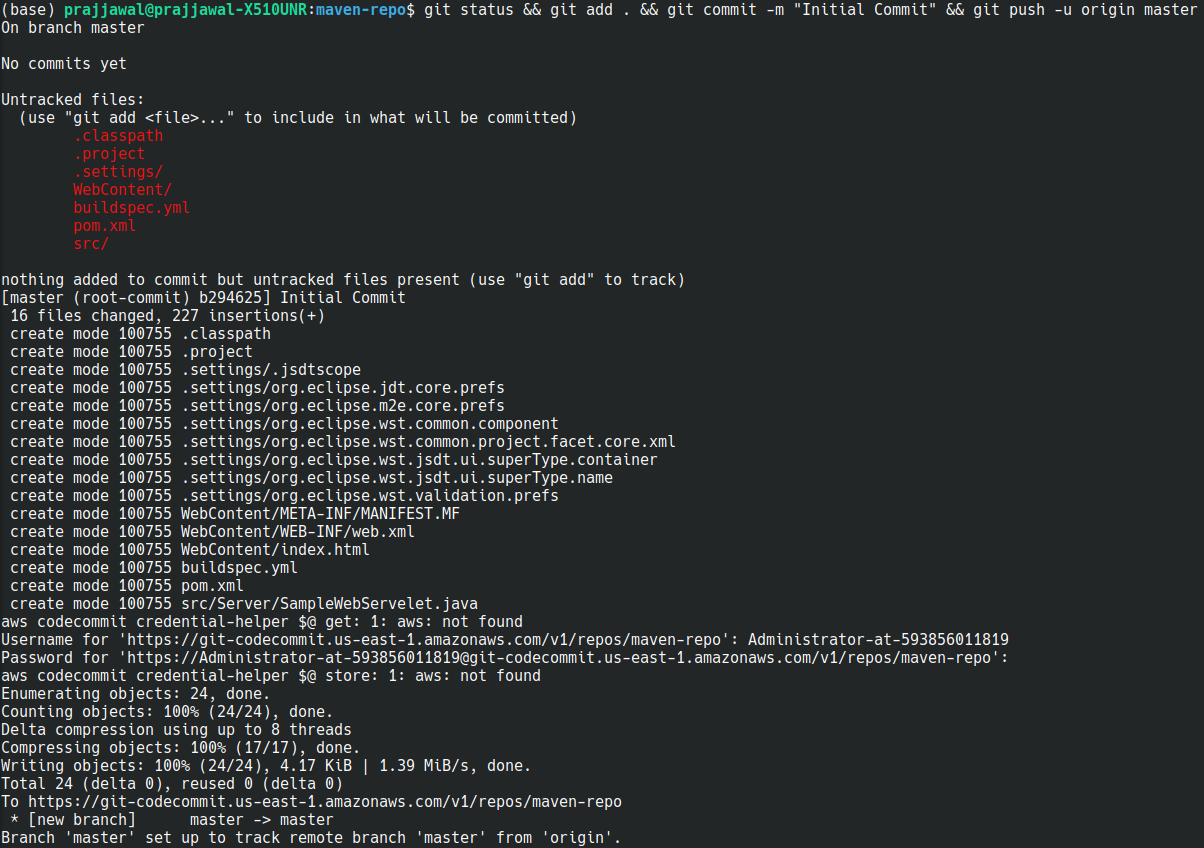 (base) prajjawal@prajjawal-X510UNR:maven-repo$ git status && git add . && git commit -m "Initial Commit" && git push -u origin master
On branch master
No commits yet
Untracked files:
  (use "git add <file>..." to include in what will be committed)
        .classpath
        .project
        .settings/
        WebContent/
        buildspec.yml
        pom.xml
        src/
nothing added to commit but untracked files present (use "git add" to track)
[master (root-commit) b294625] Initial Commit
 16 files changed, 227 insertions(+)
 create mode 100755 .classpath
 create mode 100755 .project
 create mode 100755 .settings/.jsdtscope
 create mode 100755 .settings/org.eclipse.jdt.core.prefs
 create mode 100755 .settings/org.eclipse.m2e.core.prefs
 create mode 100755 .settings/org.eclipse.wst.common.component
 create mode 100755 .settings/org.eclipse.wst.common.project.facet.core.xml
 create mode 100755 .settings/org.eclipse.wst.jsdt.ui.superType.container
 create mode 100755 .settings/org.eclipse.wst.jsdt.ui.superType.name
 create mode 100755 .settings/org.eclipse.wst.validation.prefs
 create mode 100755 WebContent/META-INF/MANIFEST.MF
 create mode 100755 WebContent/WEB-INF/web.xml
 create mode 100755 WebContent/index.html
 create mode 100755 buildspec.yml
 create mode 100755 pom.xml
 create mode 100755 src/Server/SampleWebServelet.java
aws codecommit credential-helper $@ get: 1: aws: not found
Username for 'https://git-codecommit.us-east-1.amazonaws.com/v1/repos/maven-repo': Administrator-at-593856011819
Password for 'https://Administrator-at-593856011819@git-codecommit.us-east-1.amazonaws.com/v1/repos/maven-repo':
aws codecommit credential-helper $@ store: 1: aws: not found
Enumerating objects: 24, done.
Counting objects: 100% (24/24), done.
Delta compression using up to 8 threads
Compressing objects: 100% (17/17), done.
Writing objects: 100% (24/24), 4.17 KiB | 1.39 MiB/s, done.
Total 24 (delta 0), reused 0 (delta 0)
To https://git-codecommit.us-east-1.amazonaws.com/v1/repos/maven-repo
 * [new branch]      master -> master
Branch 'master' set up to track remote branch 'master' from 'origin'.